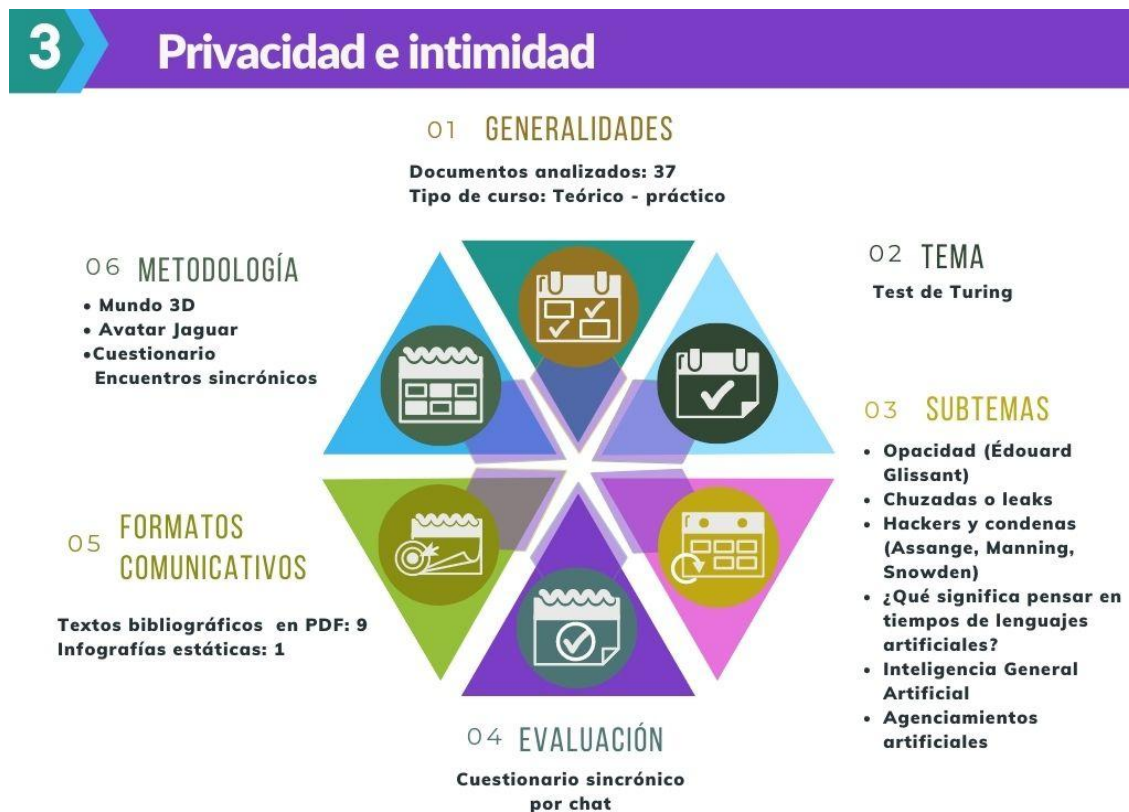 3
Privacidad e intimidad
01 GENERALIDADES
Documentos analizados: 37
Tipo de curso: Teórico - práctico
02 TEMA
Test de Turing
03 SUBTEMAS
• Opacidad (Édouard
Glissant)
• Chuzadas o leaks
• Hackers y condenas
(Assange, Manning,
Snowden)
• ¿Qué significa pensar en
tiempos de lenguajes
artificiales?
• Inteligencia General
Artificial
• Agenciamientos
artificiales
04 EVALUACIÓN
Cuestionario sincrónico
por chat
05 FORMATOS
COMUNICATIVOS
Textos bibliográficos en PDF: 9
Infografías estáticas: 1
06 METODOLOGÍA
• Mundo 3D
• Avatar Jaguar
•Cuestionario
Encuentros sincrónicos